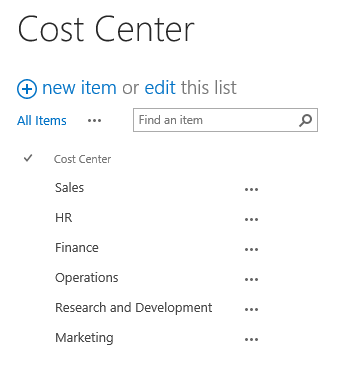 Cost Center
new item or edit this list
All Items ••• Find an item
Cost Center
Sales •••
HR •••
Finance •••
Operations •••
Research and Development •••
Marketing •••